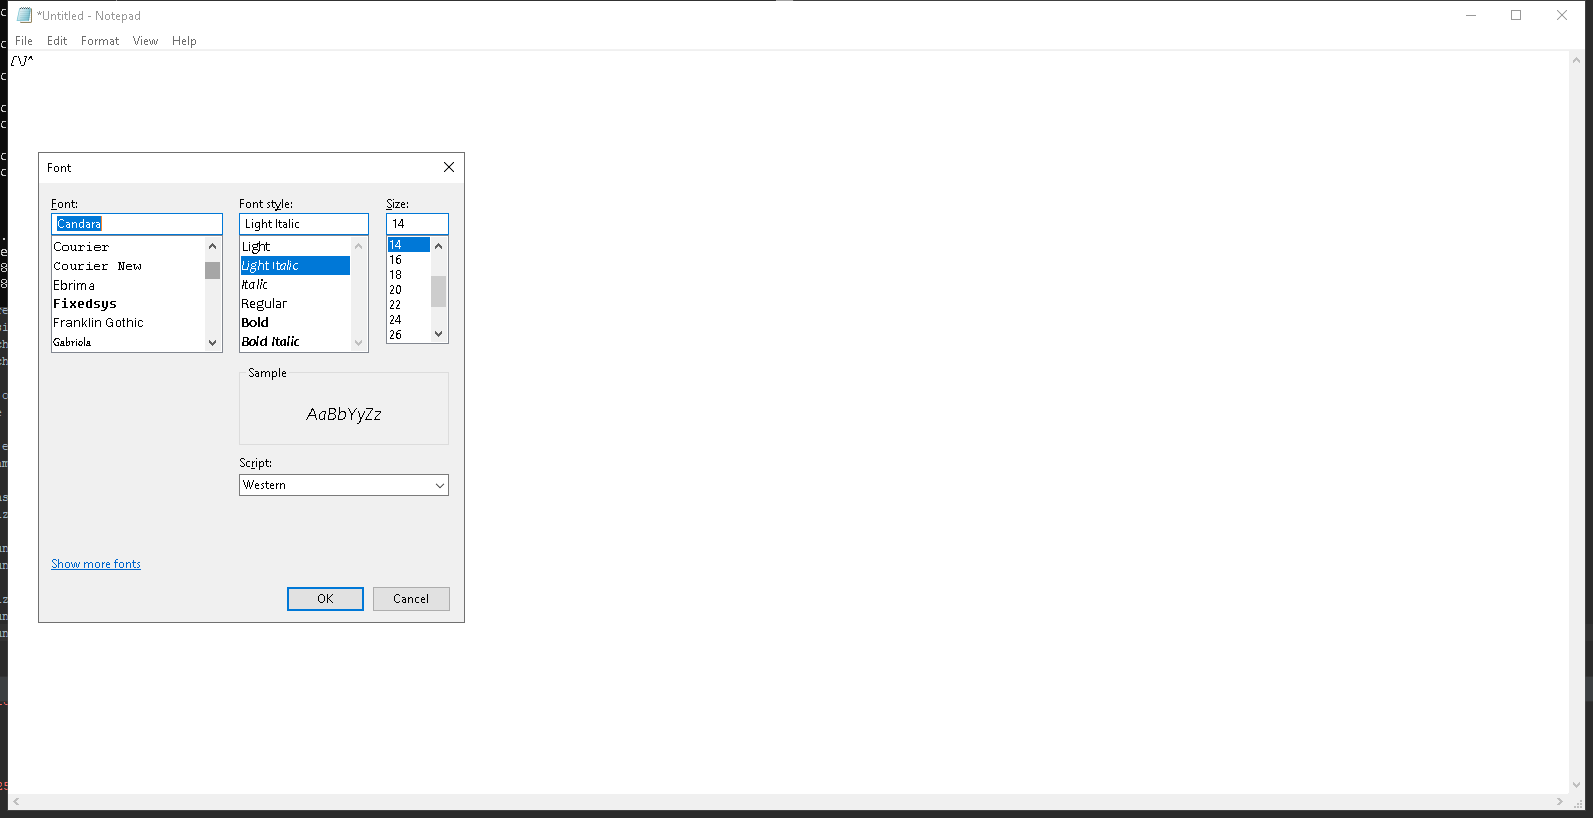 *Untitled - Notepad
File Edit Format View Help
[\]^
Font
Font: Font style: Size:
Candara Light Italic 14
Courier
Courier New
Ebrima
Fixedsys
Franklin Gothic
Gabriola
Light
Light Italic
Italic
Regular
Bold
Bold Italic
14
16
18
20
22
24
26
Sample
AaBbYyZz
Script:
Western
Show more fonts
OK Cancel